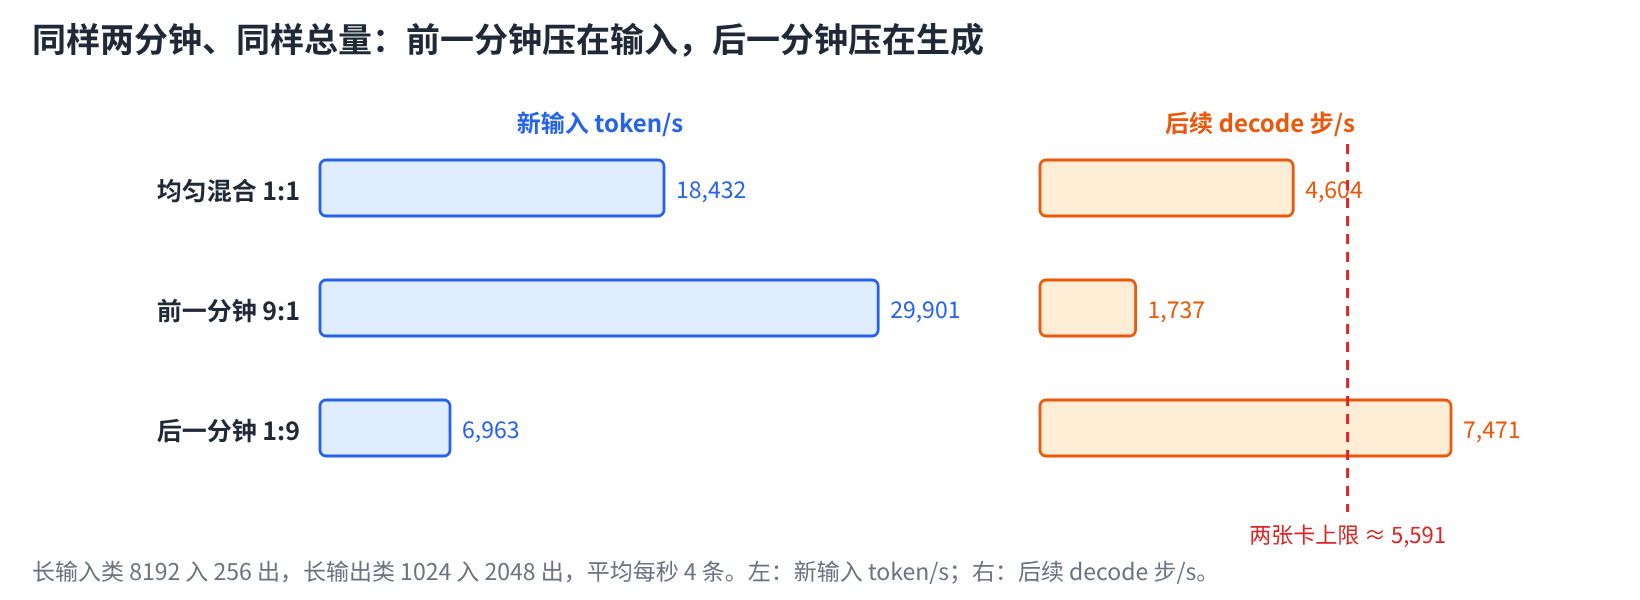 同样两分钟、同样总量：前一分钟压在输入，后一分钟压在生成
新输入 token/s
后续 decode 步/s
均匀混合 1:1
18,432
4,604
前一分钟 9:1
29,901
1,737
后一分钟 1:9
6,963
7,471
两张卡上限 ≈ 5,591
长输入类 8192 入 256 出，长输出类 1024 入 2048 出，平均每秒 4 条。左：新输入 token/s；右：后续 decode 步/s。